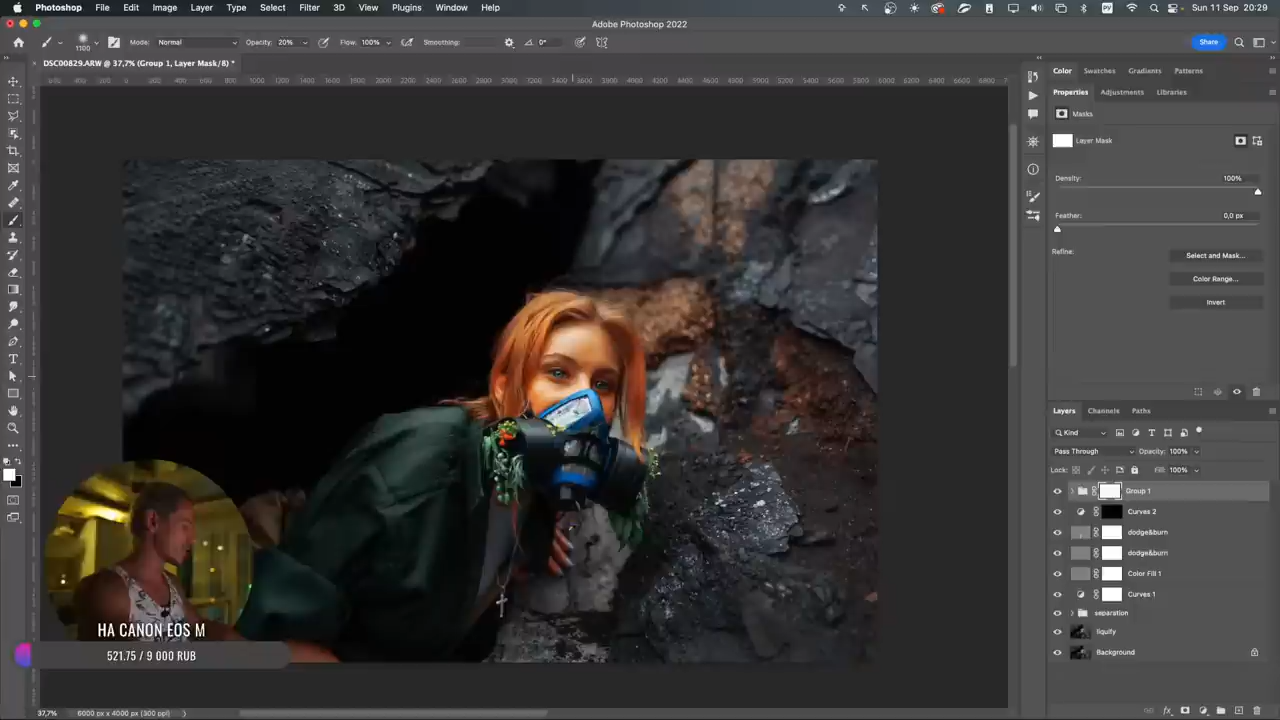 Photoshop File Edit Image Layer Type Select Filter 3D View Plugins Window Help Sun 11 Sep 20:29
Adobe Photoshop 2022
1100 Mode: Normal Opacity: 20% Flow: 100% Smoothing: 0° Share
DSC00829.ARW @ 37,7% (Group 1, Layer Mask/8) *
Color Swatches Gradients Patterns
Properties Adjustments Libraries
Masks
Layer Mask
Density: 100%
Feather: 0,0 px
Refine:
Select and Mask...
Color Range...
Invert
Layers Channels Paths
Kind
Pass Through Opacity: 100%
Lock: Fill: 100%
Group 1
Curves 2
dodge&burn
dodge&burn
Color Fill 1
Curves 1
separation
liquify
Background
НА CANON EOS M
521.75 / 9 000 RUB
37,7% 6000 px x 4000 px (300 ppi)